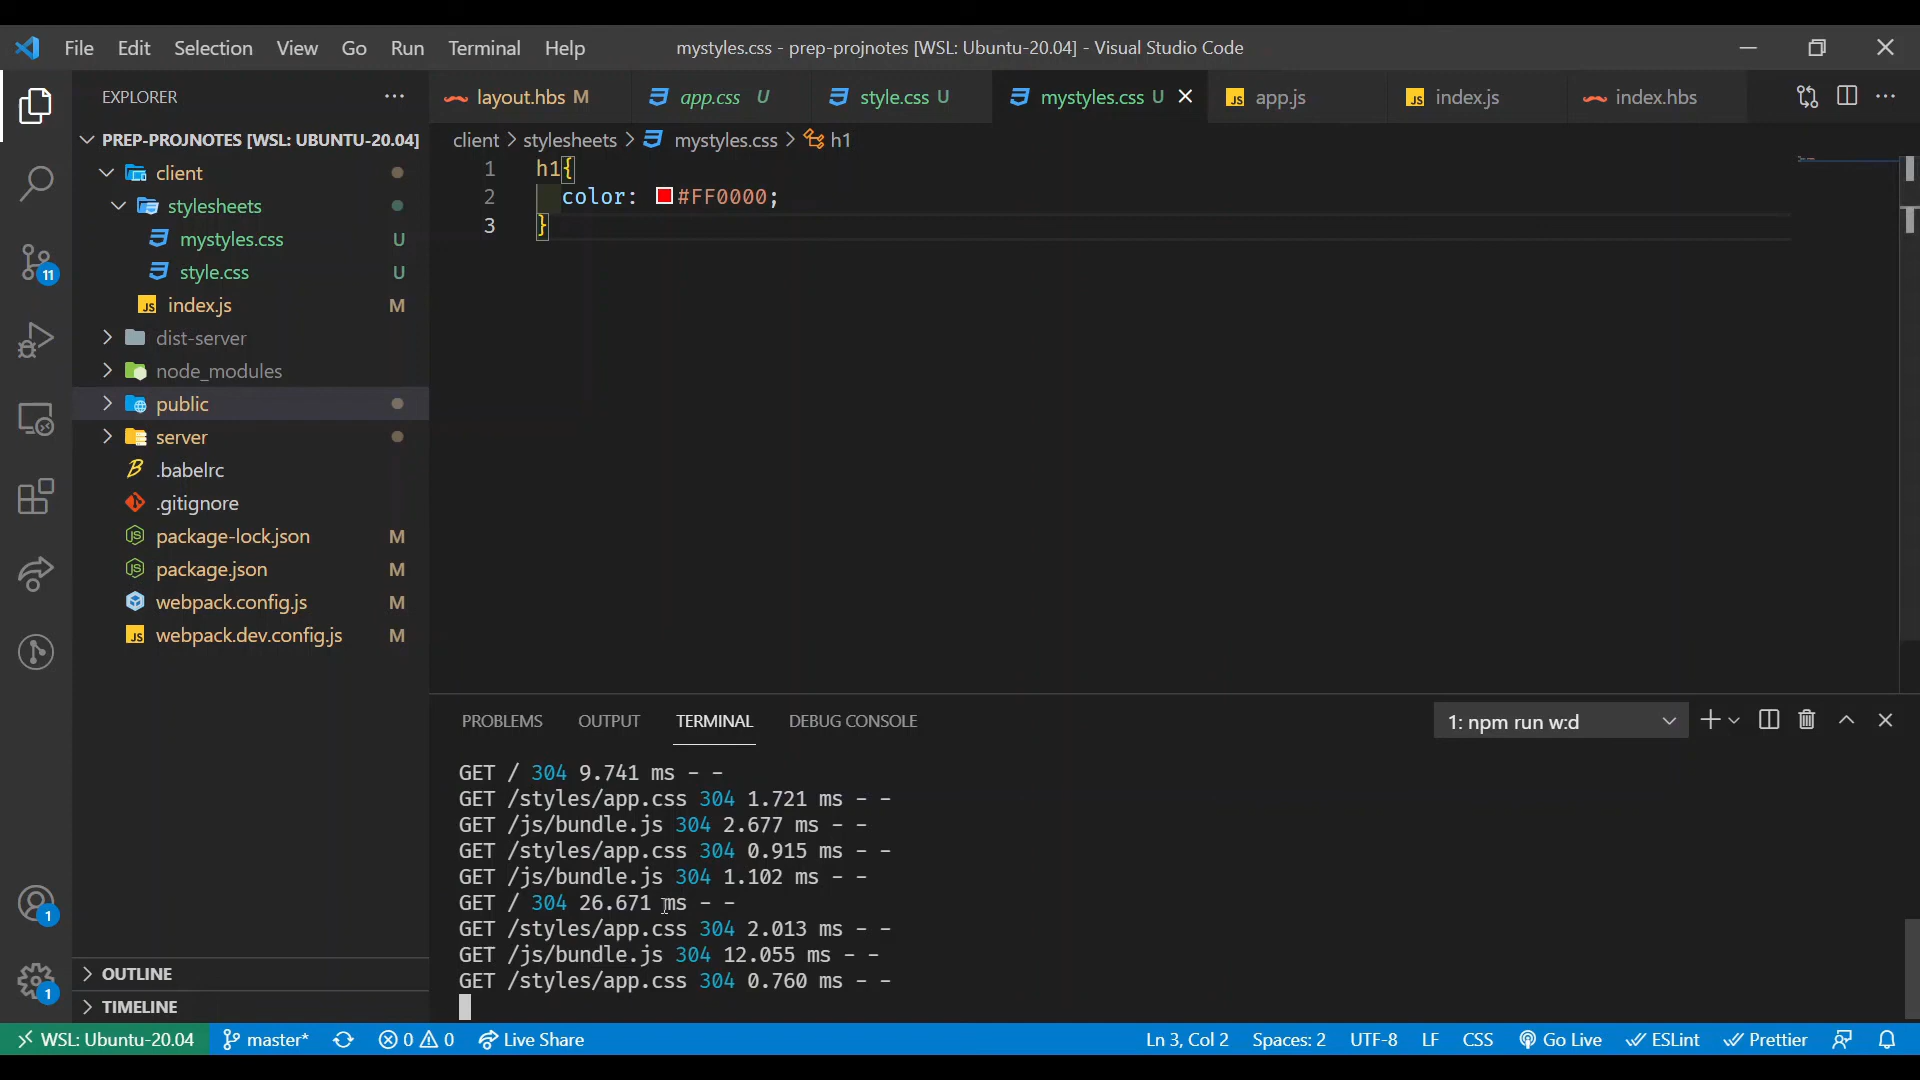 File Edit Selection View Go Run Terminal Help mystyles.css - prep-projnotes [WSL: Ubuntu-20.04] - Visual Studio Code
EXPLORER ···
PREP-PROJNOTES [WSL: UBUNTU-20.04]
client
stylesheets
mystyles.css U
style.css U
index.js M
dist-server
node_modules
public
server
.babelrc
.gitignore
package-lock.json M
package.json M
webpack.config.js M
webpack.dev.config.js M
OUTLINE
TIMELINE
11
1
1
layout.hbs M app.css U style.css U mystyles.css U app.js index.js index.hbs
client > stylesheets > mystyles.css > h1
1 h1{
2 color: #FF0000;
3 }
PROBLEMS OUTPUT TERMINAL DEBUG CONSOLE 1: npm run w:d
GET / 304 9.741 ms - -
GET /styles/app.css 304 1.721 ms - -
GET /js/bundle.js 304 2.677 ms - -
GET /styles/app.css 304 0.915 ms - -
GET /js/bundle.js 304 1.102 ms - -
GET / 304 26.671 ms - -
GET /styles/app.css 304 2.013 ms - -
GET /js/bundle.js 304 12.055 ms - -
GET /styles/app.css 304 0.760 ms - -
WSL: Ubuntu-20.04 master* 0 0 Live Share Ln 3, Col 2 Spaces: 2 UTF-8 LF CSS Go Live ESLint Prettier